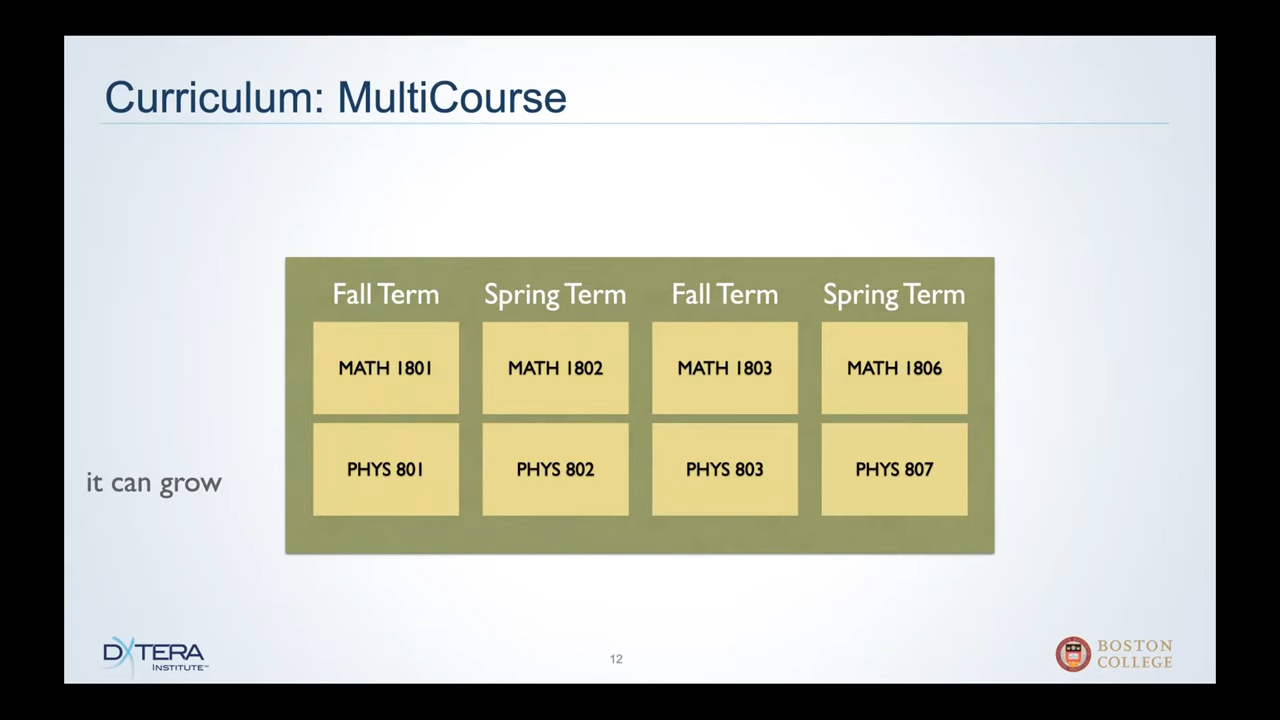 Curriculum: MultiCourse
Fall Term Spring Term Fall Term Spring Term
MATH 1801 MATH 1802 MATH 1803 MATH 1806
PHYS 801 PHYS 802 PHYS 803 PHYS 807
it can grow
DXTERA
INSTITUTE™
12
BOSTON
COLLEGE